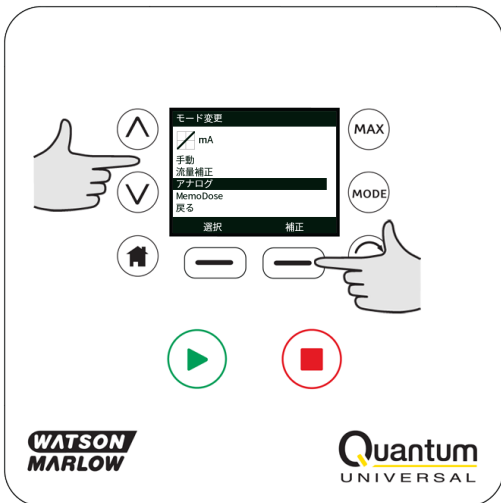 モード変更
mA
手動
流量補正
アナログ
MemoDose
戻る
選択 補正
MAX
MODE
WATSON
MARLOW
Quantum
UNIVERSAL